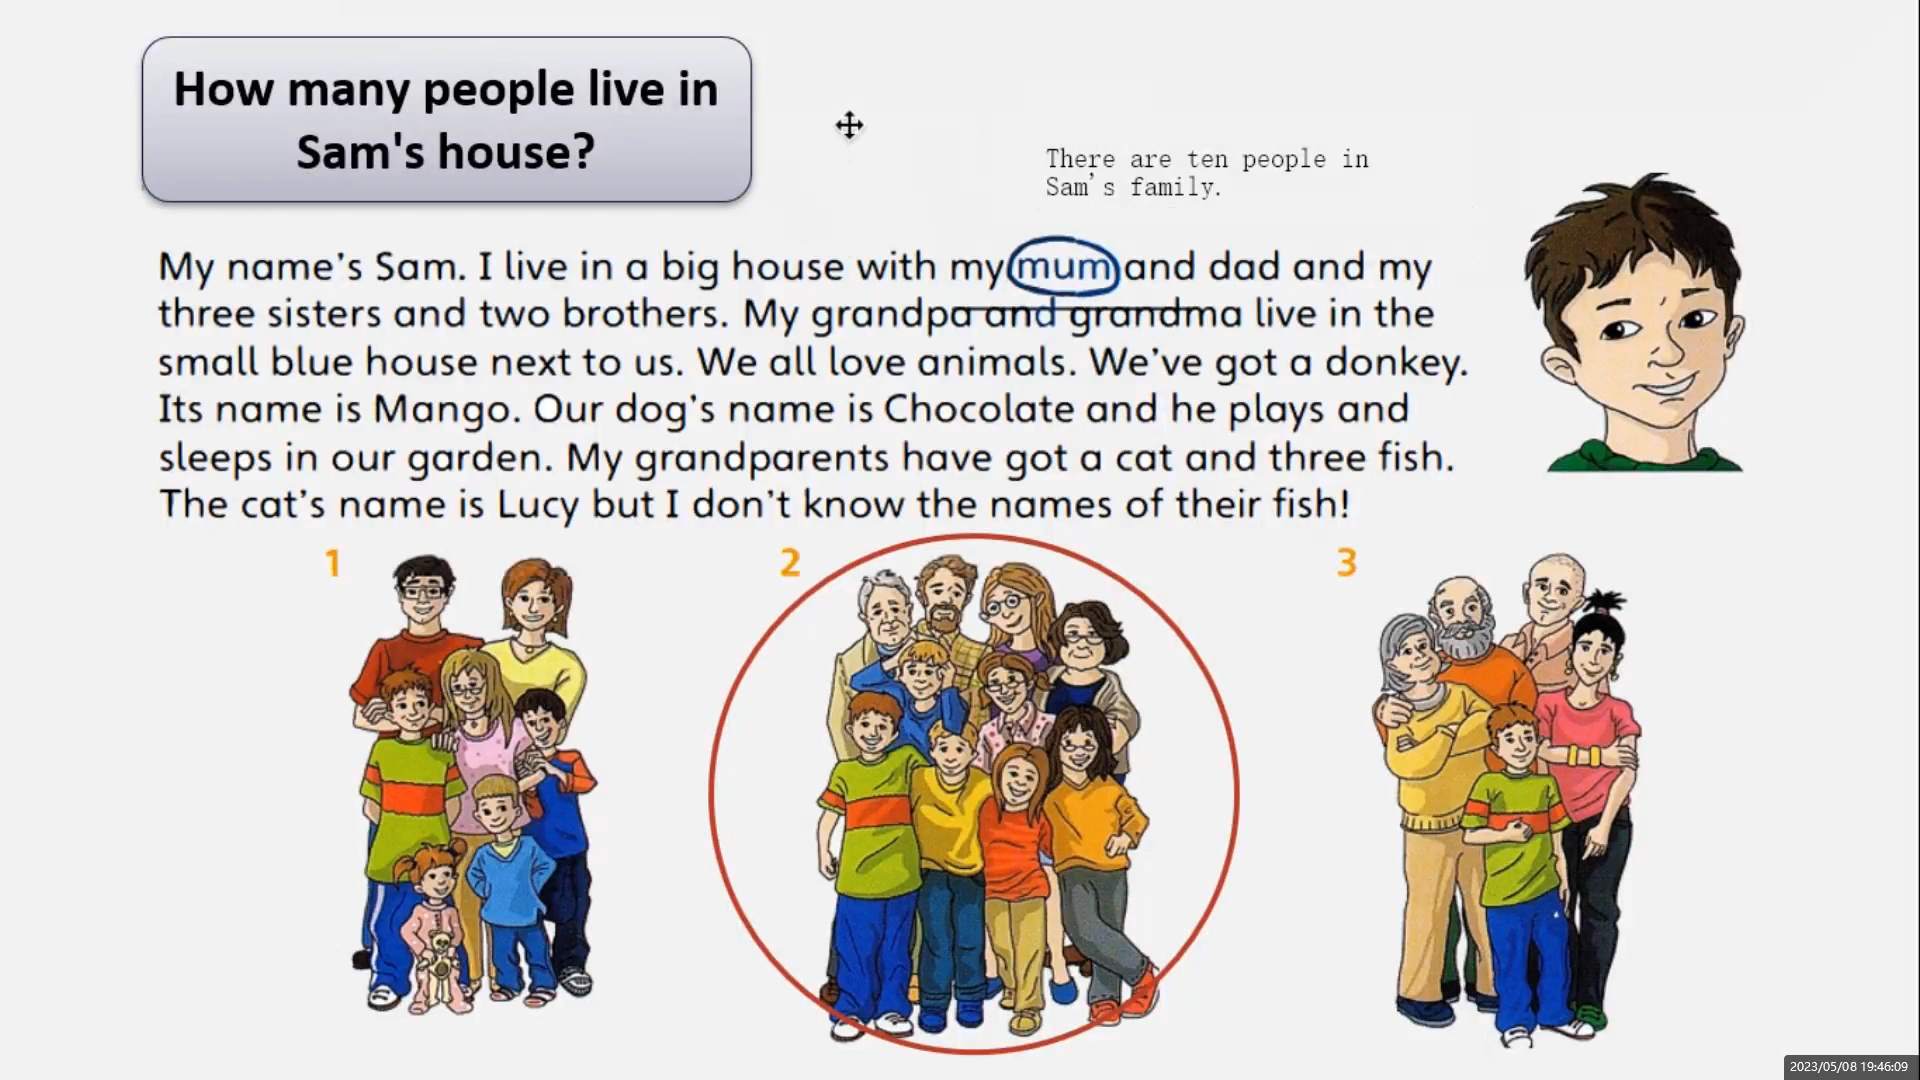 How many people live in
Sam's house?
There are ten people in
Sam's family.
My name's Sam. I live in a big house with my mum and dad and my
three sisters and two brothers. My grandpa and grandma live in the
small blue house next to us. We all love animals. We've got a donkey.
Its name is Mango. Our dog's name is Chocolate and he plays and
sleeps in our garden. My grandparents have got a cat and three fish.
The cat's name is Lucy but I don't know the names of their fish!
1
2
3
2023/05/08 19:46:09